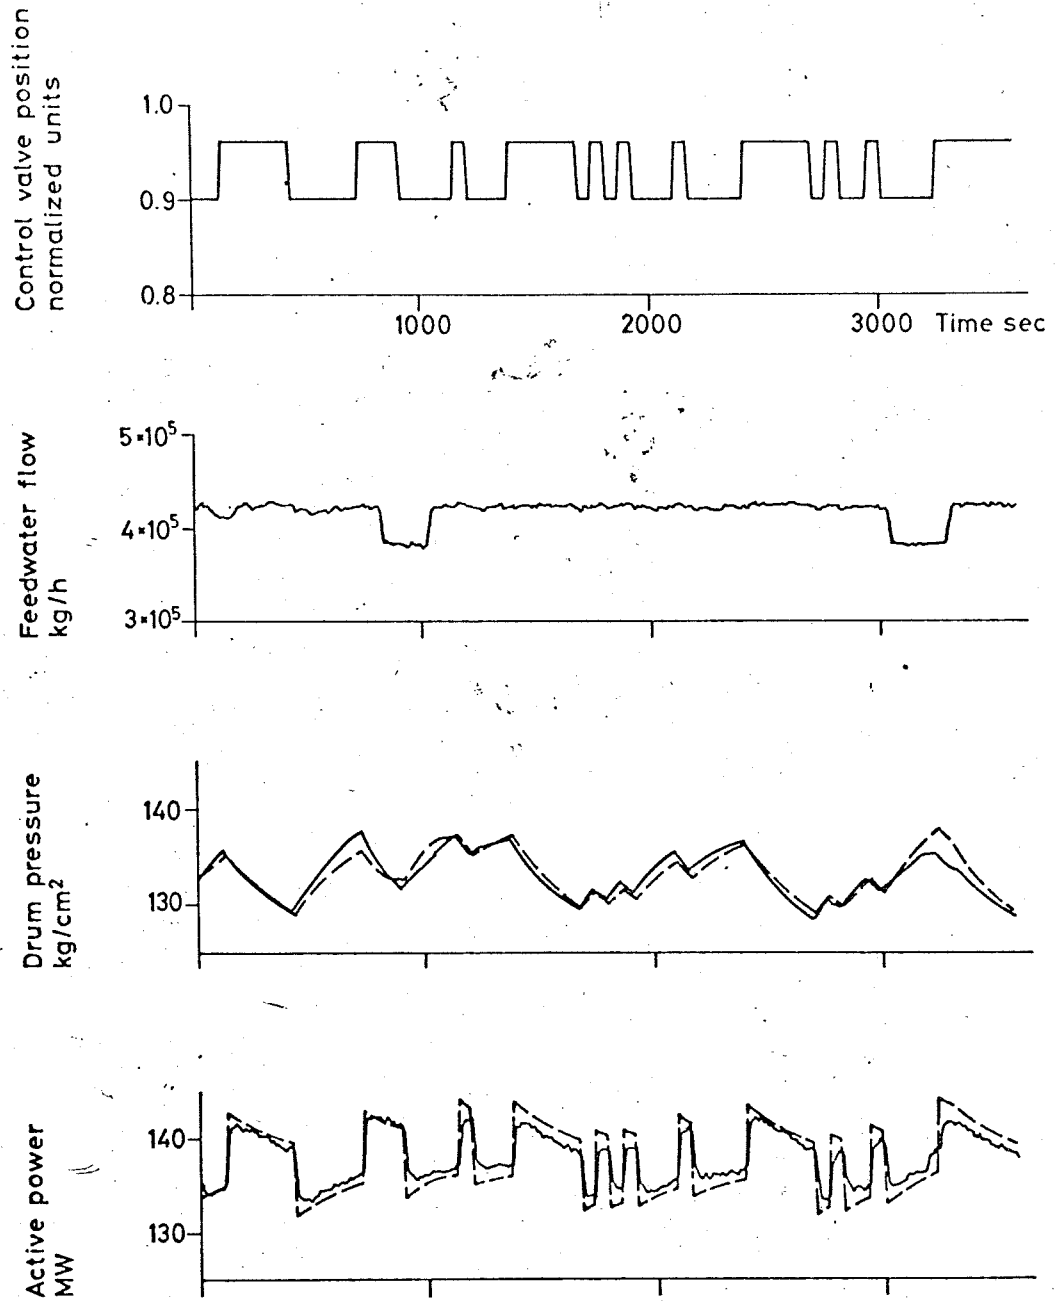 Control valve position
normalized units
1.0
0.9
0.8
1000
2000
3000
Time sec
Feedwater flow
kg/h
5×10⁵
4×10⁵
3×10⁵
Drum pressure
kg/cm²
140
130
Active power
MW
140
130